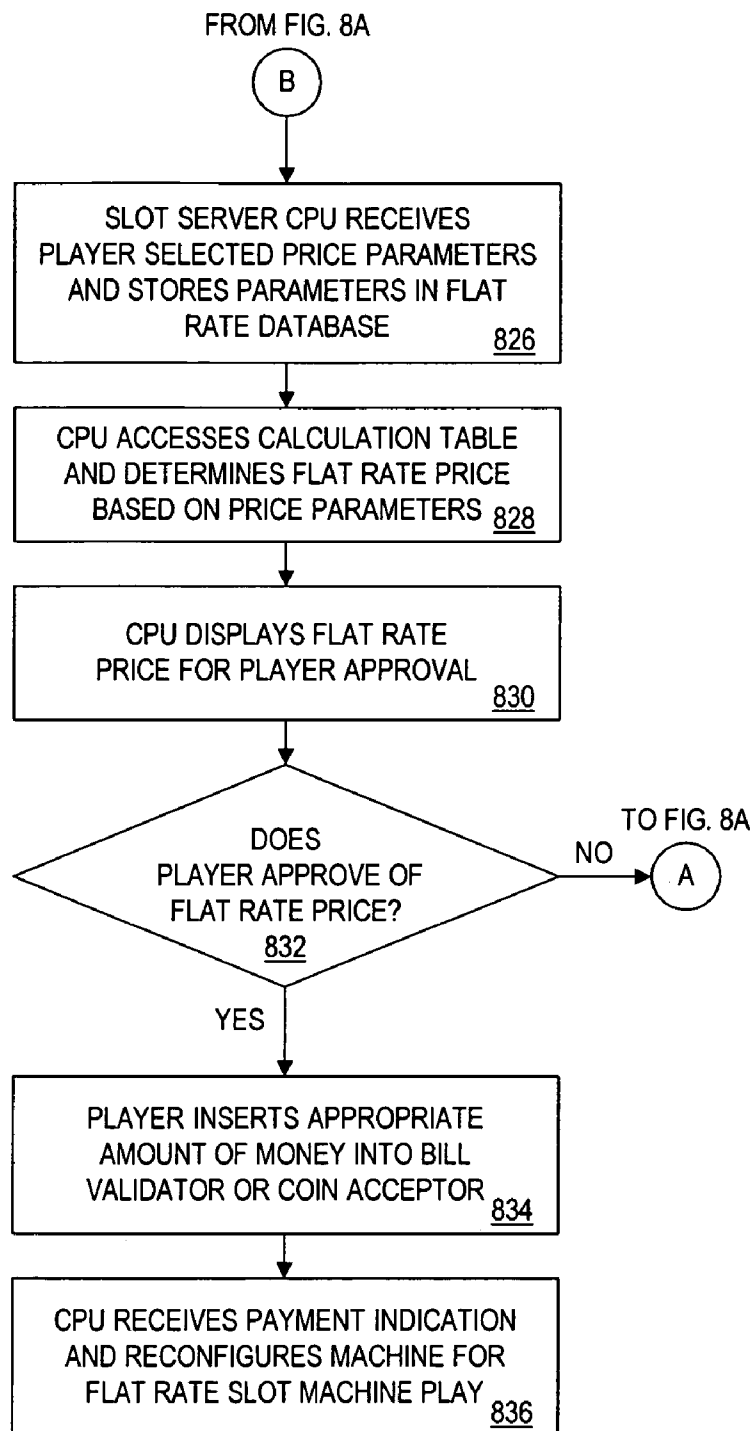 FROM FIG. 8A
B
SLOT SERVER CPU RECEIVES
PLAYER SELECTED PRICE PARAMETERS
AND STORES PARAMETERS IN FLAT
RATE DATABASE 826
CPU ACCESSES CALCULATION TABLE
AND DETERMINES FLAT RATE PRICE
BASED ON PRICE PARAMETERS 828
CPU DISPLAYS FLAT RATE
PRICE FOR PLAYER APPROVAL
830
TO FIG. 8A
DOES
PLAYER APPROVE OF
FLAT RATE PRICE?
832
NO
A
YES
PLAYER INSERTS APPROPRIATE
AMOUNT OF MONEY INTO BILL
VALIDATOR OR COIN ACCEPTOR 834
CPU RECEIVES PAYMENT INDICATION
AND RECONFIGURES MACHINE FOR
FLAT RATE SLOT MACHINE PLAY 836